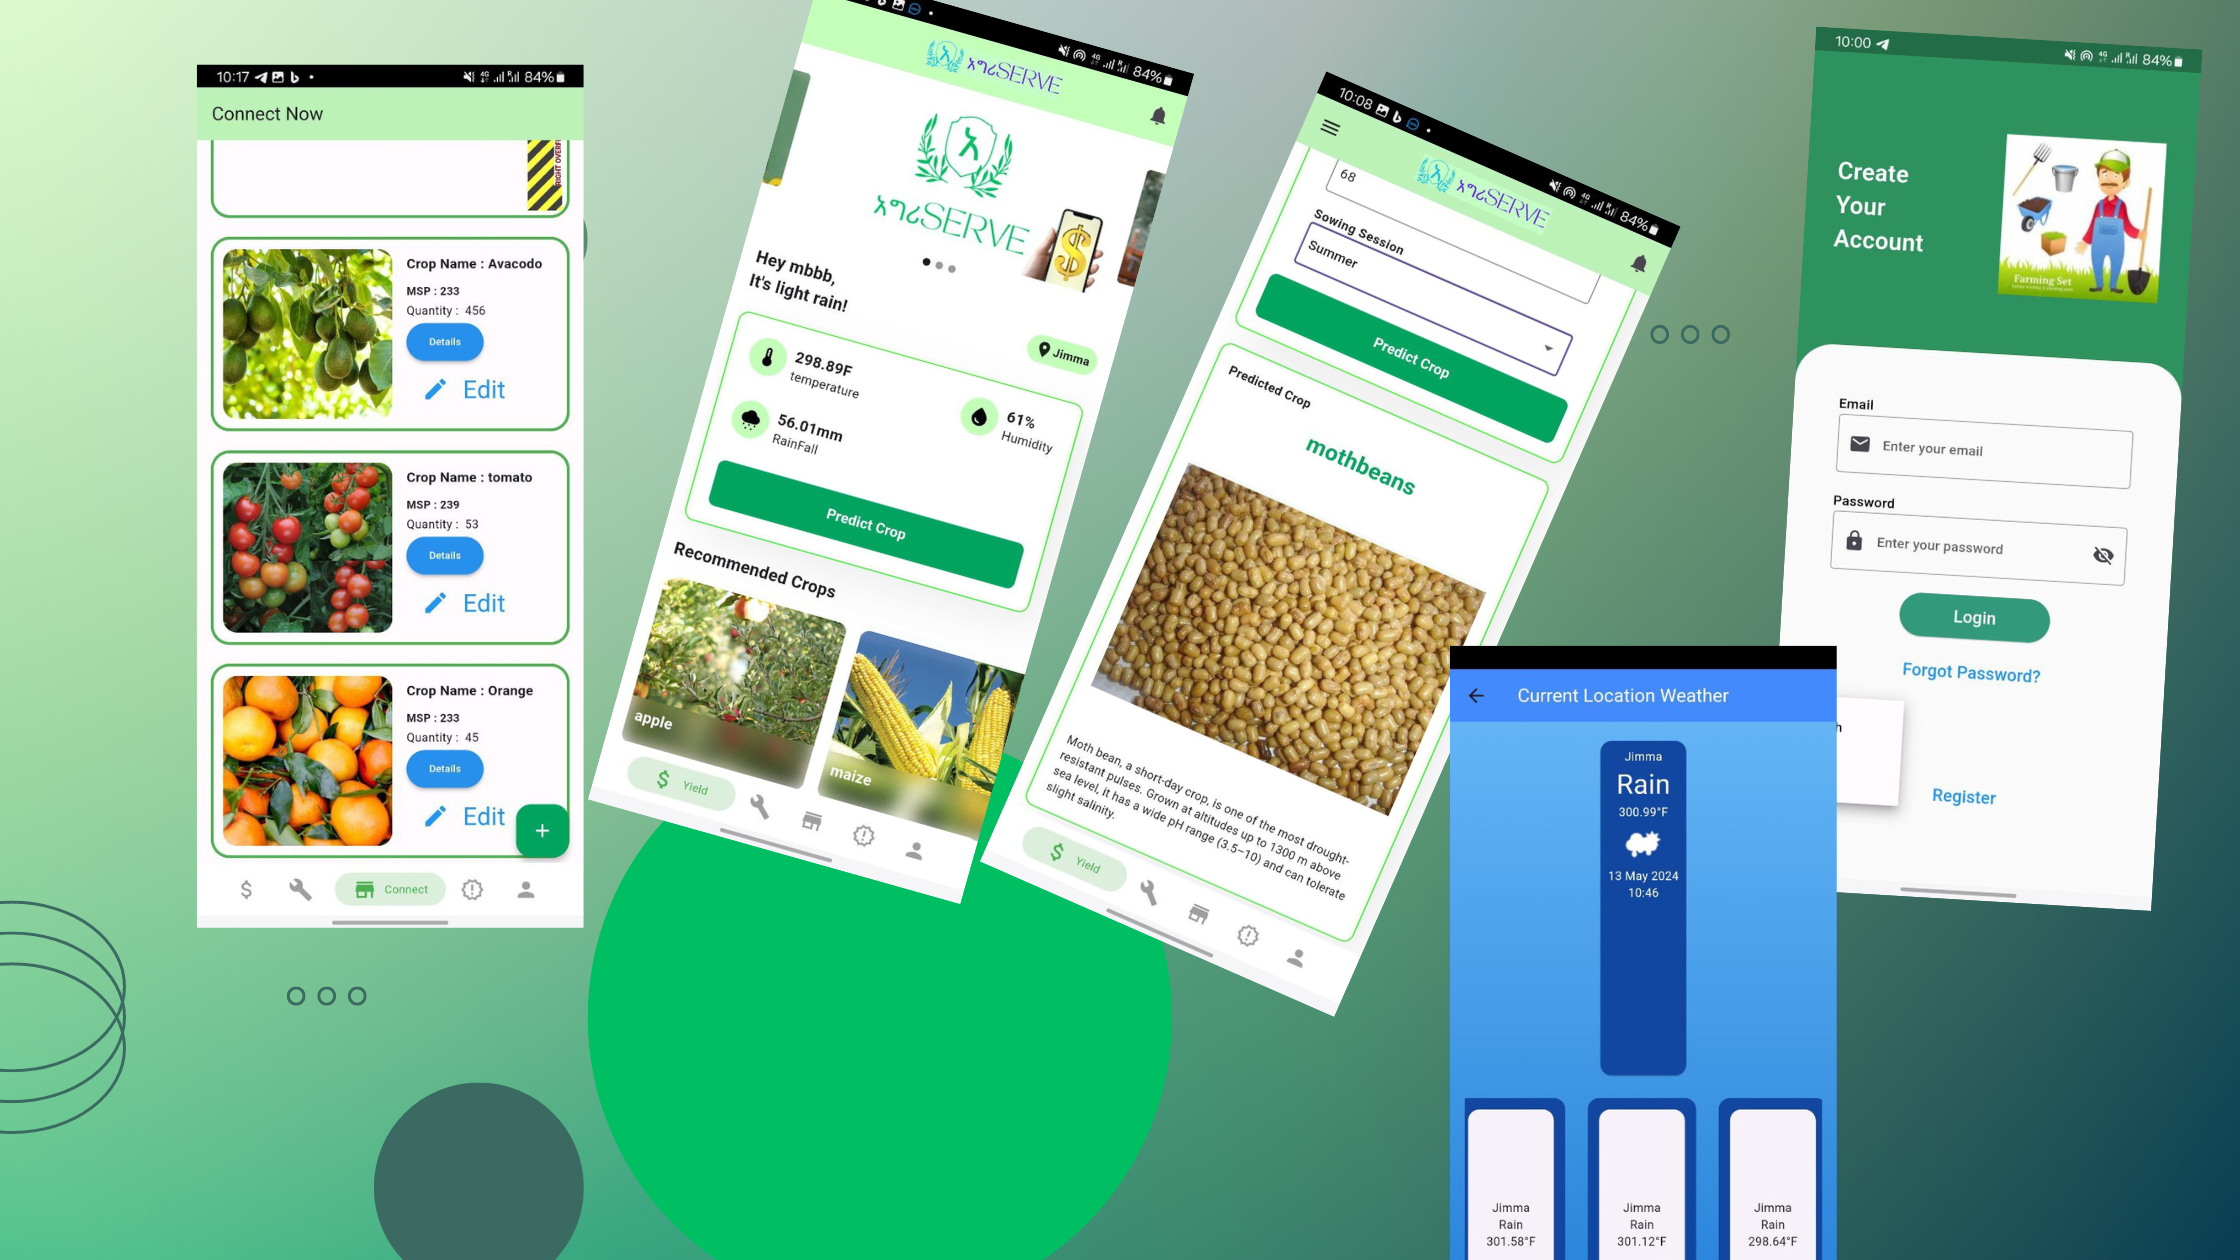 10:17
84%
Connect Now
RIGHT OVERF
Crop Name : Avacodo
MSP : 233
Quantity : 456
Details
Edit
Crop Name : tomato
MSP : 239
Quantity : 53
Details
Edit
Crop Name : Orange
MSP : 233
Quantity : 45
Details
Edit
+
Connect
4G
84%
አግሪSERVE
አ
አግሪSERVE
Hey mbbb,
It's light rain!
Jimma
298.89F
temperature
61%
Humidity
56.01mm
RainFall
Predict Crop
Recommended Crops
apple
maize
Yield
10:08
4G
84%
አግሪSERVE
68
Sowing Session
Summer
Predict Crop
Predicted Crop
mothbeans
Moth bean, a short-day crop, is one of the most drought-
resistant pulses. Grown at altitudes up to 1300 m above
sea level, it has a wide pH range (3.5–10) and can tolerate
slight salinity.
Yield
10:00
4G
84%
Create
Your
Account
Farming Set
Email
Enter your email
Password
Enter your password
Login
Forgot Password?
h
Register
Current Location Weather
Jimma
Rain
300.99°F
13 May 2024
10:46
Jimma
Rain
301.58°F
Jimma
Rain
301.12°F
Jimma
Rain
298.64°F